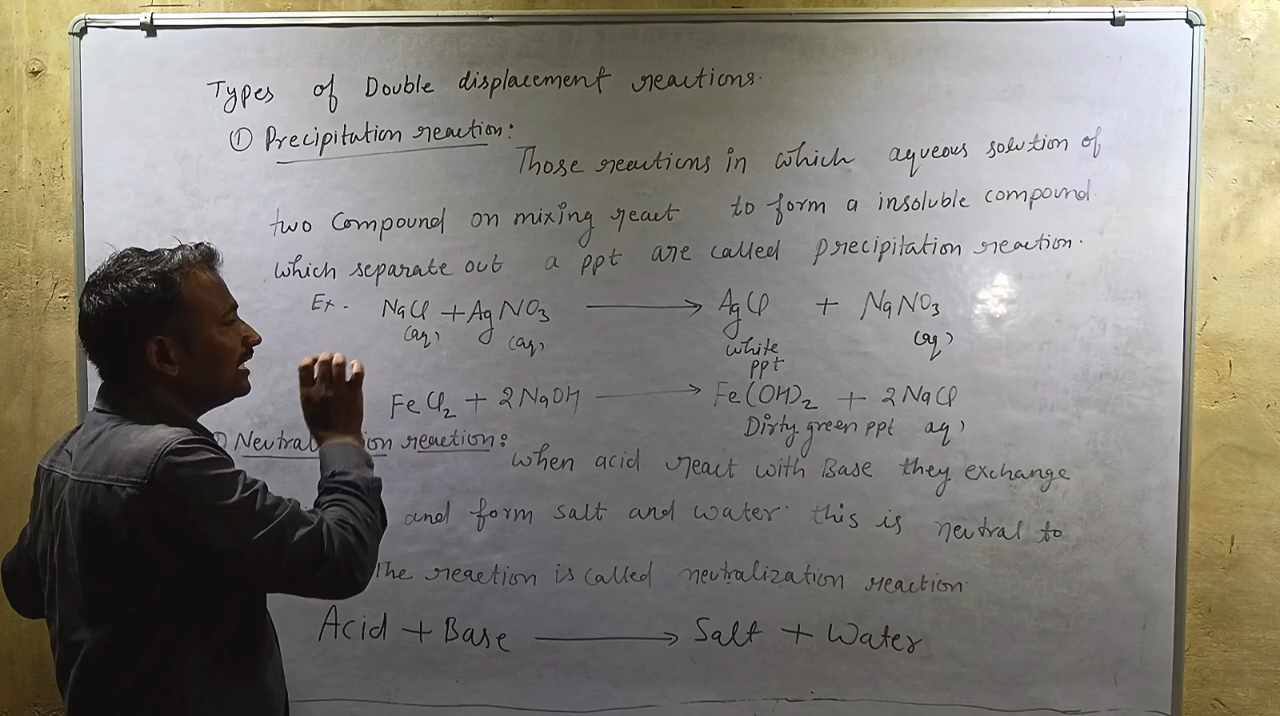 Types of Double displacement reactions.
① Precipitation reaction:
Those reactions in which aqueous solution of
two compound on mixing react to form a insoluble compound.
which separate out a ppt are called precipitation reaction.
Ex. NaCl + AgNO₃ ⟶ AgCl + NaNO₃
(aq) (aq) white ppt (aq)
FeCl₂ + 2NaOH ⟶ Fe(OH)₂ + 2NaCl
Dirty green ppt aq)
reaction:
When acid react with Base they exchange
and form salt and water. this is neutral to
The reaction is called neutralization reaction.
Acid + Base ⟶ Salt + Water